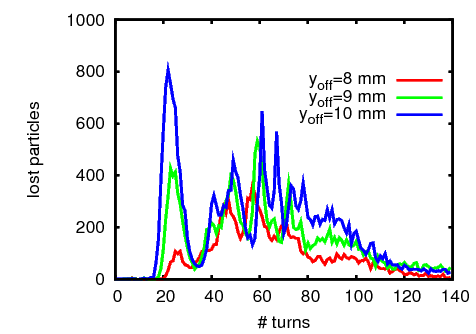 1000
800
600
400
200
0
lost particles
y_off=8 mm
y_off=9 mm
y_off=10 mm
0 20 40 60 80 100 120 140
# turns